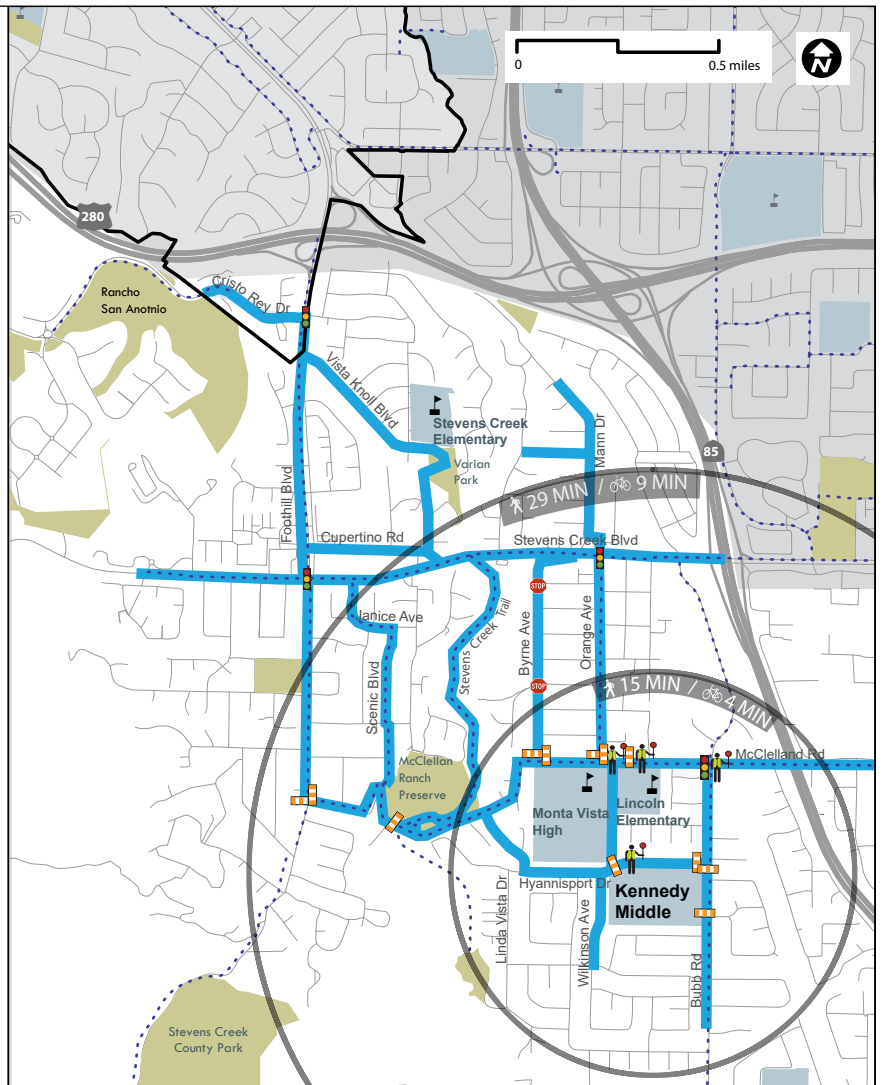 0
0.5 miles
N
280
Cristo Rey Dr
Rancho
San Anotnio
Vista Knoll Blvd
Stevens Creek
Elementary
Varian
Park
Mann Dr
85
29 MIN / 9 MIN
Foothill Blvd
Cupertino Rd
Stevens Creek Blvd
STOP
Janice Ave
Stevens Creek Trail
Byrne Ave
Orange Ave
Scenic Blvd
STOP
15 MIN / 4 MIN
McClelland Rd
McClellan
Ranch
Preserve
Monta Vista
High
Lincoln
Elementary
Hyannisport Dr
Kennedy
Middle
Linda Vista Dr
Wilkinson Ave
Bubb Rd
Stevens Creek
County Park